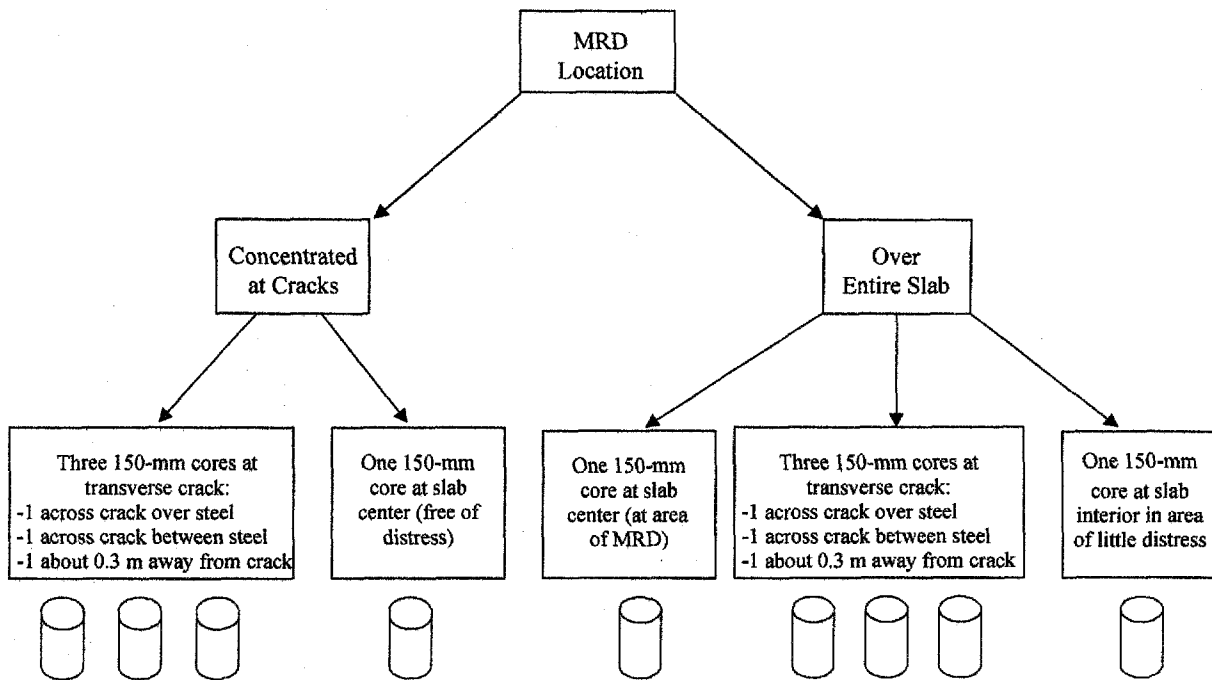 MRD
Location
Concentrated
at Cracks
Over
Entire Slab
Three 150-mm cores at
transverse crack:
-1 across crack over steel
-1 across crack between steel
-1 about 0.3 m away from crack
One 150-mm
core at slab
center (free of
distress)
One 150-mm
core at slab
center (at area
of MRD)
Three 150-mm cores at
transverse crack:
-1 across crack over steel
-1 across crack between steel
-1 about 0.3 m away from crack
One 150-mm
core at slab
interior in area
of little distress